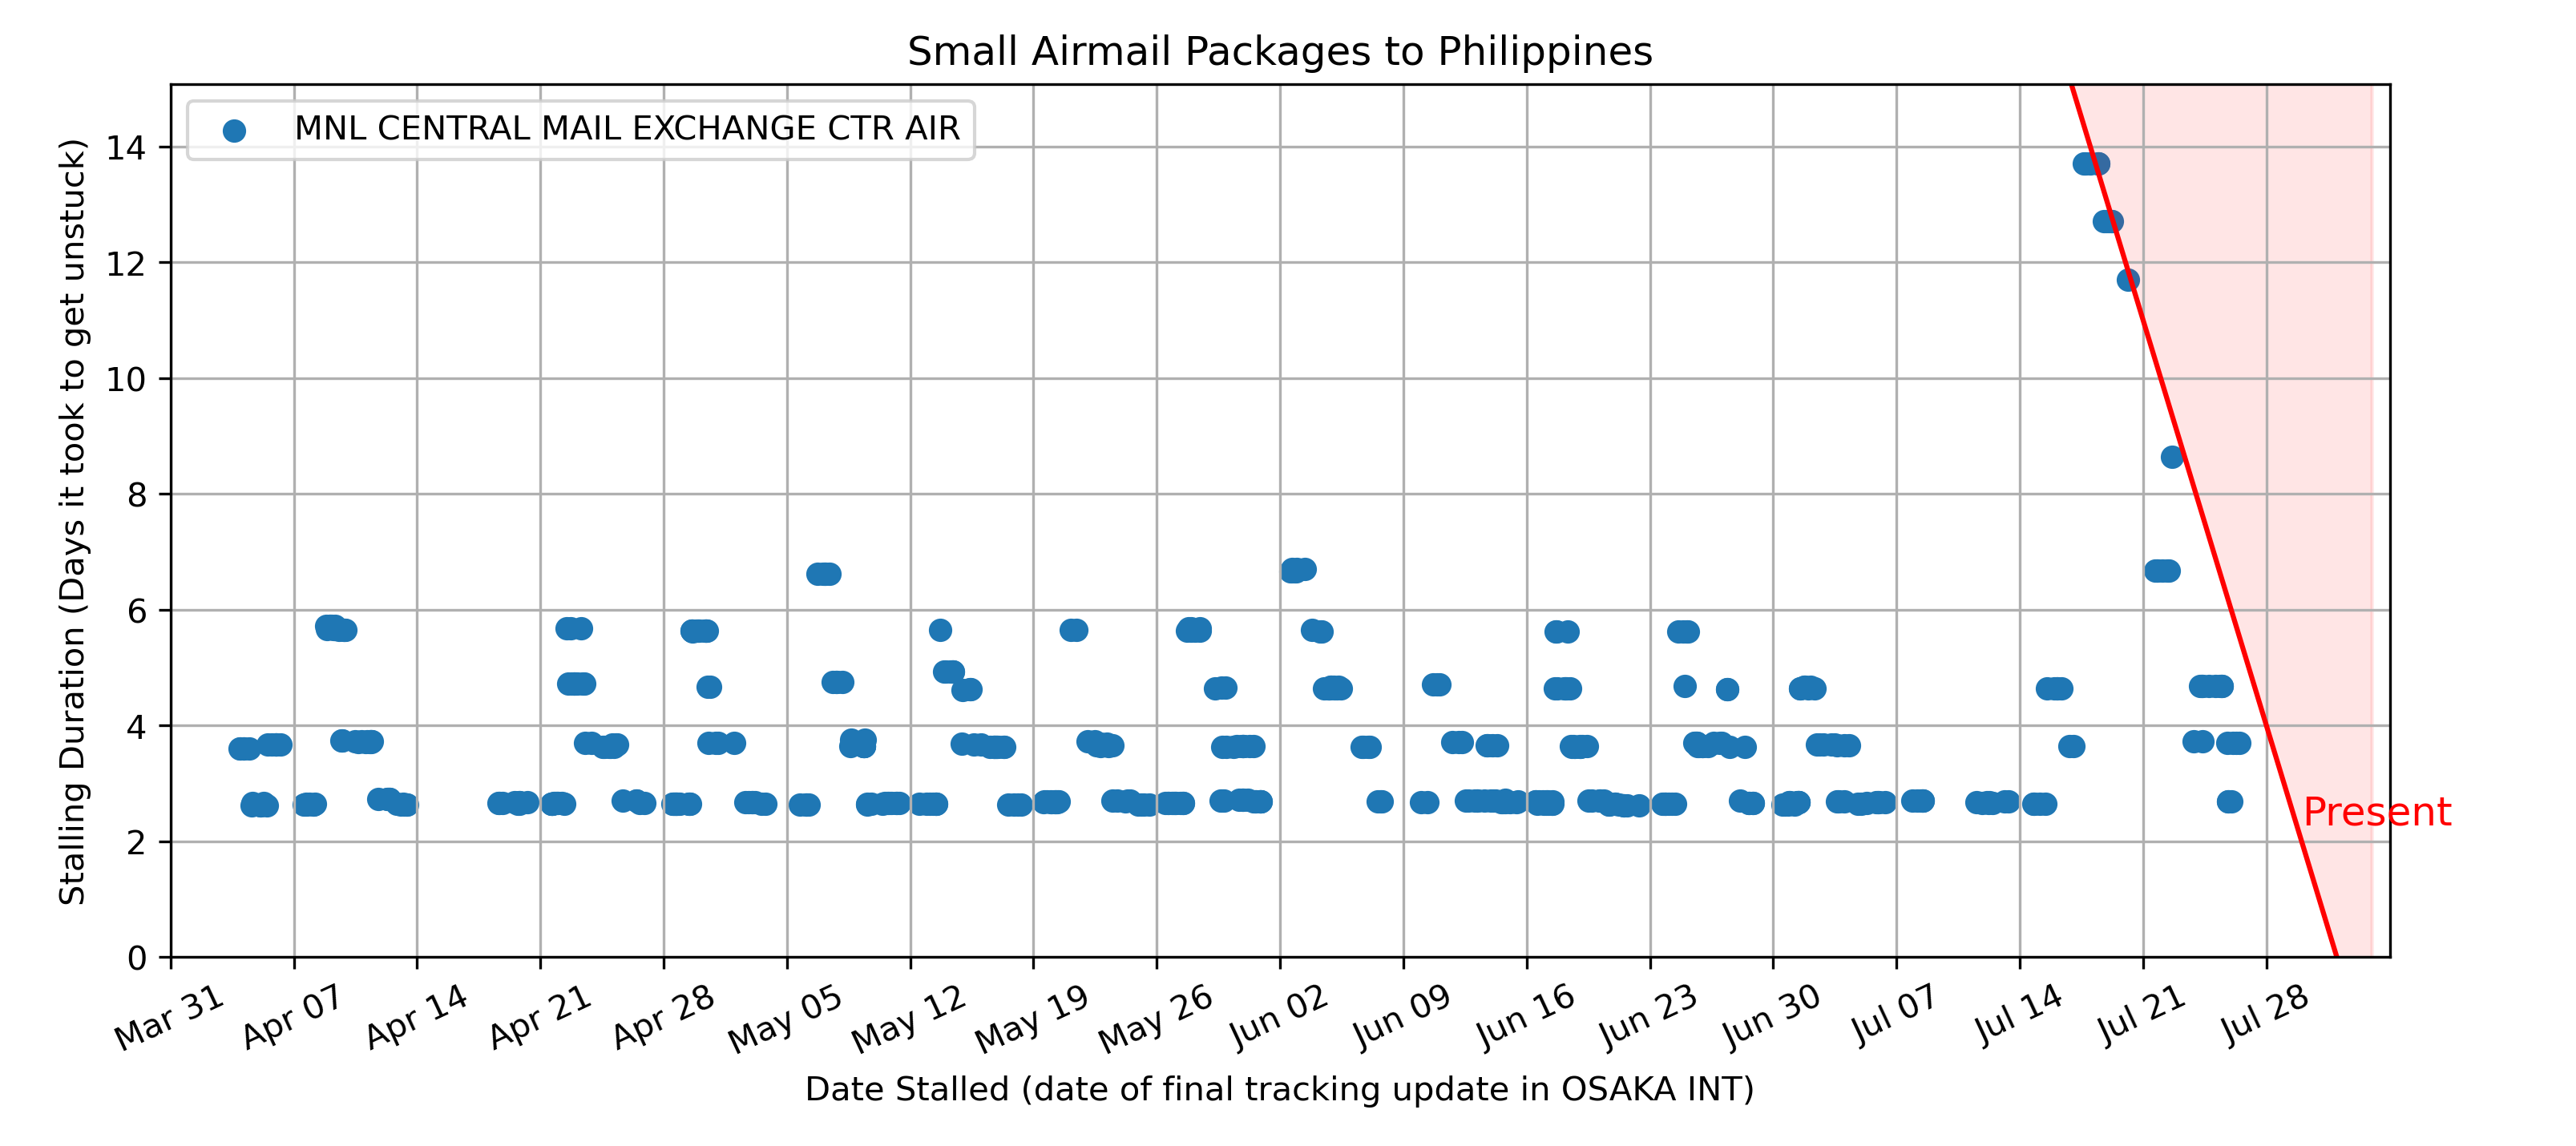 Small Airmail Packages to Philippines
MNL CENTRAL MAIL EXCHANGE CTR AIR
Stalling Duration (Days it took to get unstuck)
14
12
10
8
6
4
2
0
Present
Mar 31 Apr 07 Apr 14 Apr 21 Apr 28 May 05 May 12 May 19 May 26 Jun 02 Jun 09 Jun 16 Jun 23 Jun 30 Jul 07 Jul 14 Jul 21 Jul 28
Date Stalled (date of final tracking update in OSAKA INT)